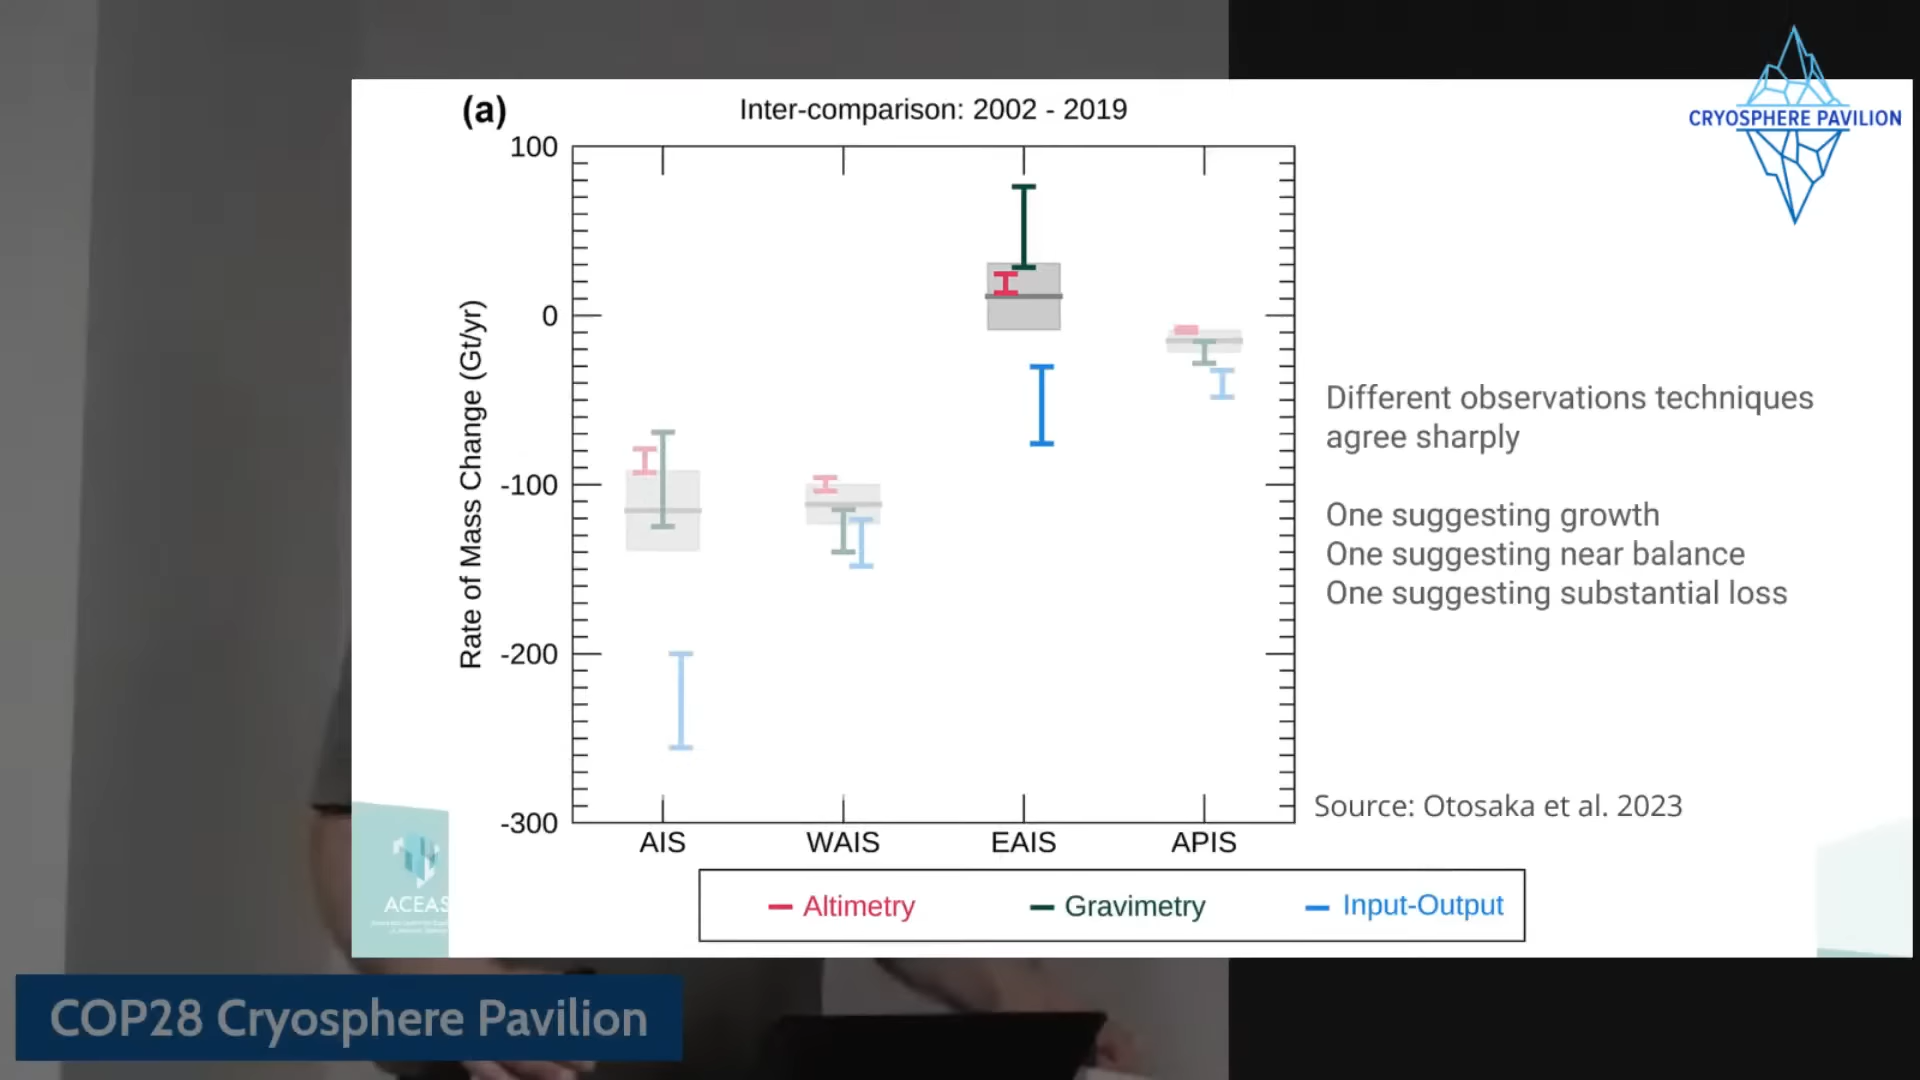 CRYOSPHERE PAVILION
(a)
Inter-comparison: 2002 - 2019
Rate of Mass Change (Gt/yr)
100
0
-100
-200
-300
AIS
WAIS
EAIS
APIS
Altimetry
Gravimetry
Input-Output
Different observations techniques
agree sharply
One suggesting growth
One suggesting near balance
One suggesting substantial loss
Source: Otosaka et al. 2023
ACEAS
COP28 Cryosphere Pavilion